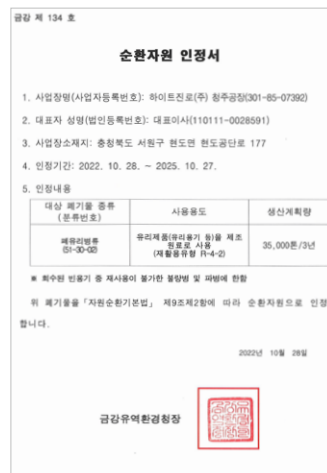 금강 제 134 호
순환자원 인정서
1. 사업장명(사업자등록번호): 하이트진로(주) 청주공장(301-85-07392)
2. 대표자 성명(법인등록번호): 대표이사(110111-0028591)
3. 사업장소재지: 충청북도 서원구 현도면 현도공단로 177
4. 인정기간: 2022. 10. 28. ~ 2025. 10. 27.
5. 인정내용
대상 폐기물 종류 사용용도 생산계획량
(분류번호)
폐유리병류 유리제품(유리용기 등)을 제조 35,000톤/3년
(51-30-02) 원료로 사용
(재활용유형 R-4-2)
※ 회수된 빈용기 중 재사용이 불가한 불량병 및 파병에 한함
위 폐기물을 「자원순환기본법」 제9조제2항에 따라 순환자원으로 인정
합니다.
2022년 10월 28일
금강유역환경청장